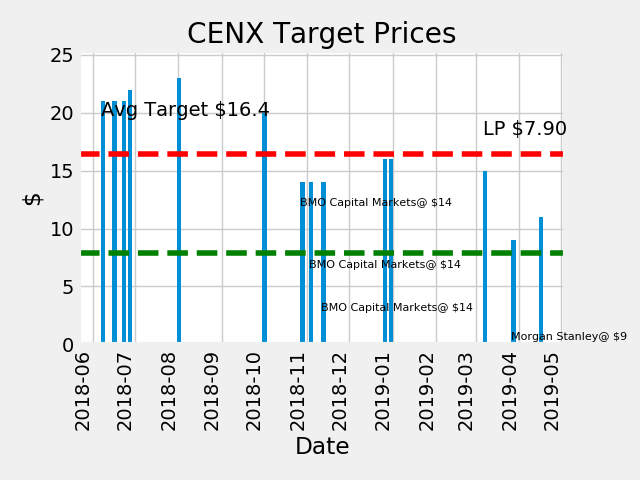 CENX Target Prices
25
20
15
10
5
0
$
Avg Target $16.4
LP $7.90
BMO Capital Markets@ $14
BMO Capital Markets@ $14
BMO Capital Markets@ $14
Morgan Stanley@ $9
2018-06
2018-07
2018-08
2018-09
2018-10
2018-11
2018-12
2019-01
2019-02
2019-03
2019-04
2019-05
Date